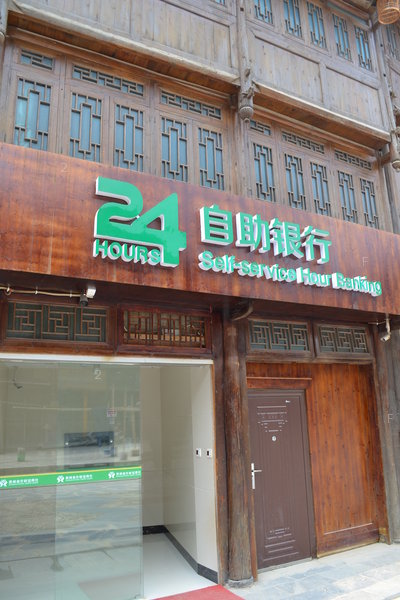 24 自助银行
HOURS Self-service Hour Banking